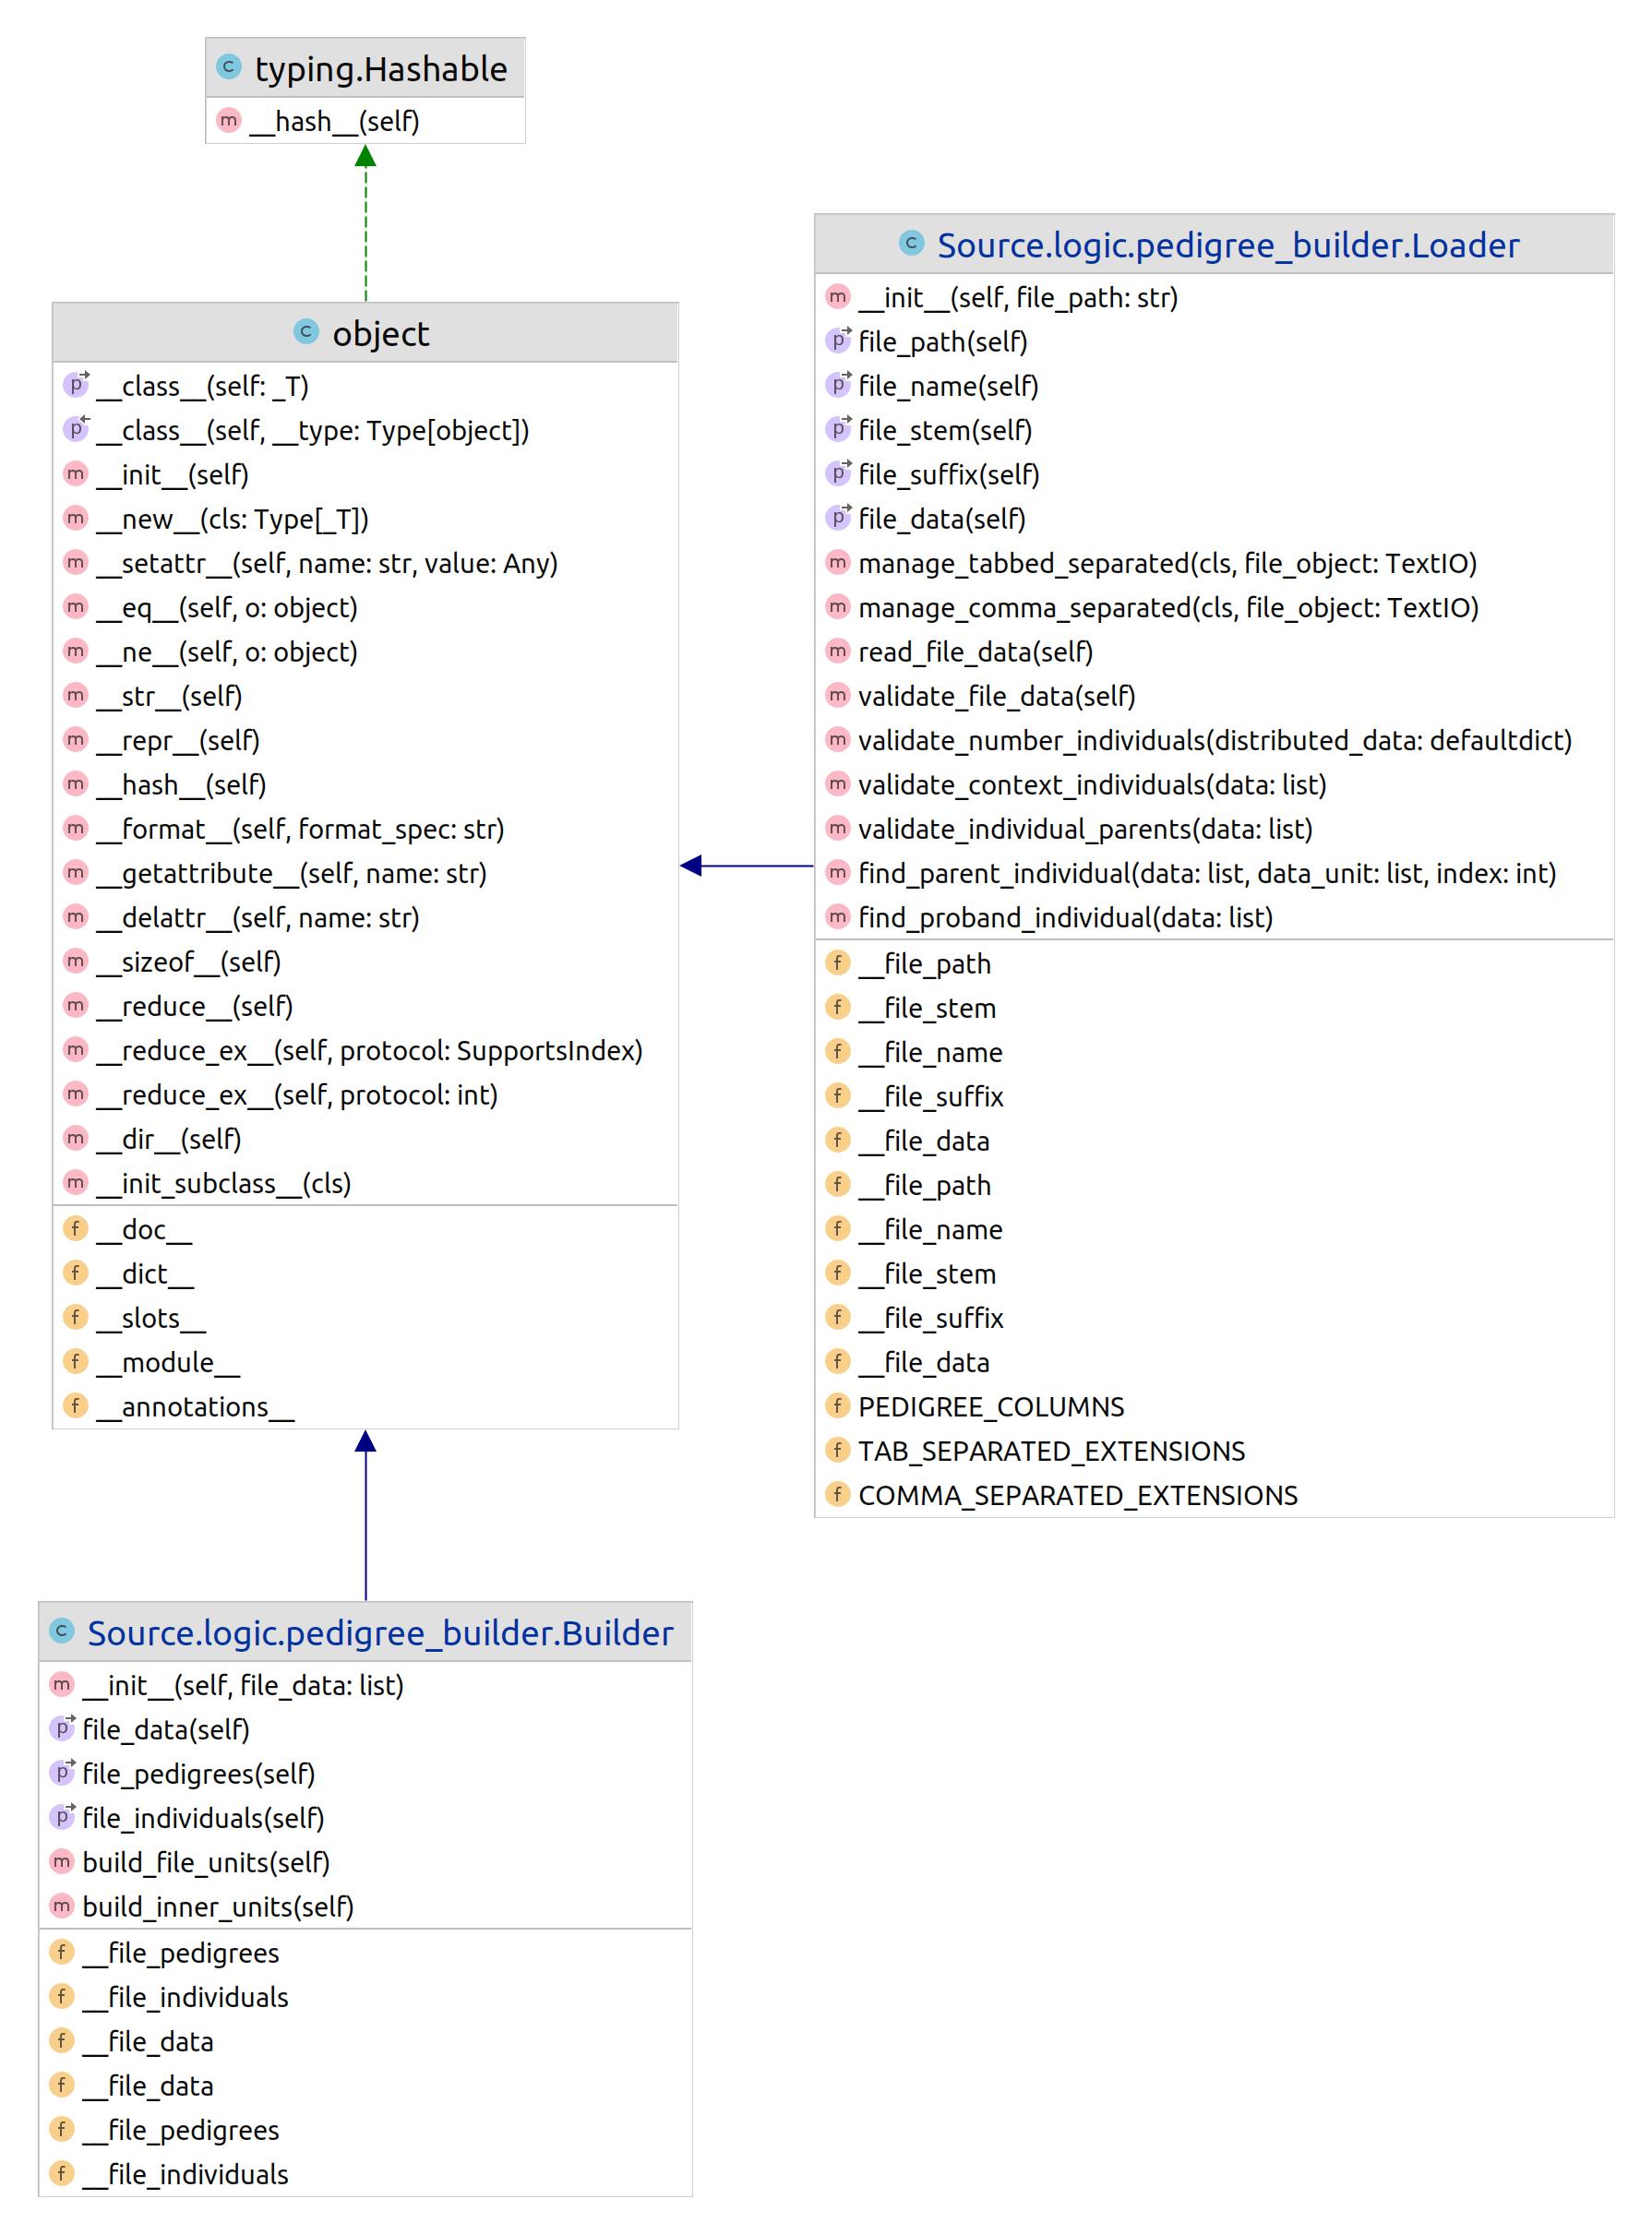 typing.Hashable
__hash__(self)
object
__class__(self: _T)
__class__(self, __type: Type[object])
__init__(self)
__new__(cls: Type[_T])
__setattr__(self, name: str, value: Any)
__eq__(self, o: object)
__ne__(self, o: object)
__str__(self)
__repr__(self)
__hash__(self)
__format__(self, format_spec: str)
__getattribute__(self, name: str)
__delattr__(self, name: str)
__sizeof__(self)
__reduce__(self)
__reduce_ex__(self, protocol: SupportsIndex)
__reduce_ex__(self, protocol: int)
__dir__(self)
__init_subclass__(cls)
__doc__
__dict__
__slots__
__module__
__annotations__
Source.logic.pedigree_builder.Loader
__init__(self, file_path: str)
file_path(self)
file_name(self)
file_stem(self)
file_suffix(self)
file_data(self)
manage_tabbed_separated(cls, file_object: TextIO)
manage_comma_separated(cls, file_object: TextIO)
read_file_data(self)
validate_file_data(self)
validate_number_individuals(distributed_data: defaultdict)
validate_context_individuals(data: list)
validate_individual_parents(data: list)
find_parent_individual(data: list, data_unit: list, index: int)
find_proband_individual(data: list)
__file_path
__file_stem
__file_name
__file_suffix
__file_data
__file_path
__file_name
__file_stem
__file_suffix
__file_data
PEDIGREE_COLUMNS
TAB_SEPARATED_EXTENSIONS
COMMA_SEPARATED_EXTENSIONS
Source.logic.pedigree_builder.Builder
__init__(self, file_data: list)
file_data(self)
file_pedigrees(self)
file_individuals(self)
build_file_units(self)
build_inner_units(self)
__file_pedigrees
__file_individuals
__file_data
__file_data
__file_pedigrees
__file_individuals